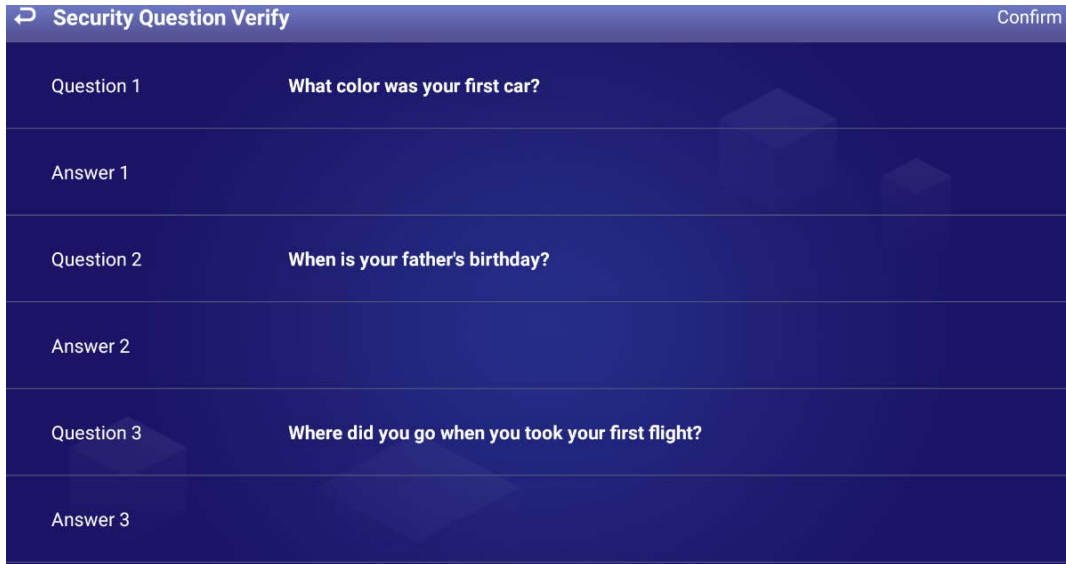 Security Question Verify Confirm
Question 1 What color was your first car?
Answer 1
Question 2 When is your father's birthday?
Answer 2
Question 3 Where did you go when you took your first flight?
Answer 3